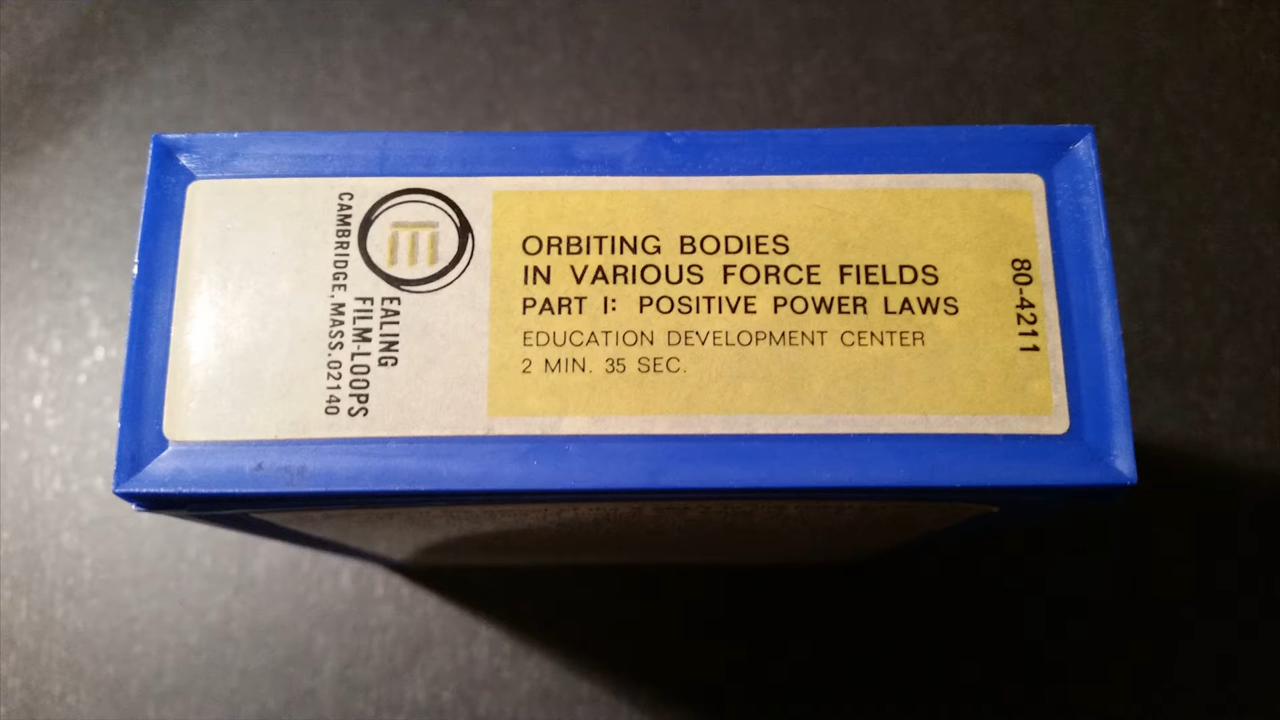 EALING
FILM-LOOPS
CAMBRIDGE, MASS. 02140
ORBITING BODIES
IN VARIOUS FORCE FIELDS
PART I: POSITIVE POWER LAWS
EDUCATION DEVELOPMENT CENTER
2 MIN. 35 SEC.
80-4211